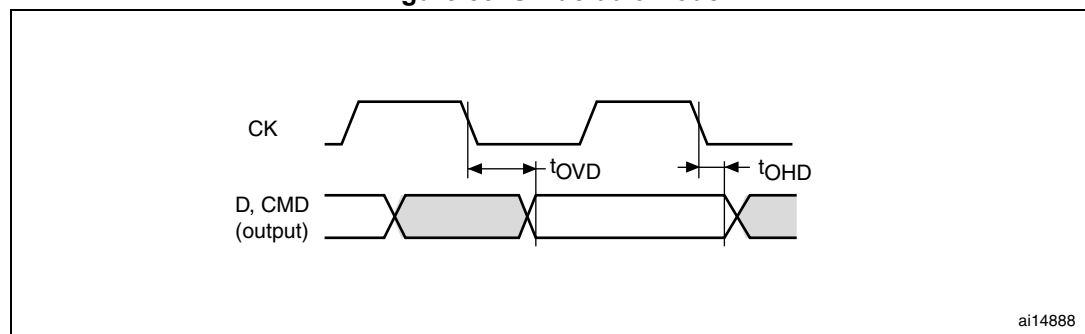 CK
tOVD
tOHD
D, CMD
(output)
ai14888